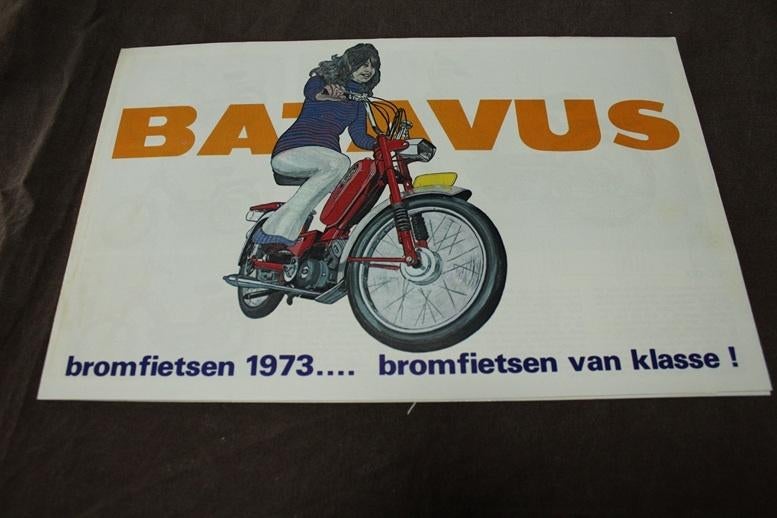 BATAVUS
bromfietsen 1973.... bromfietsen van klasse !